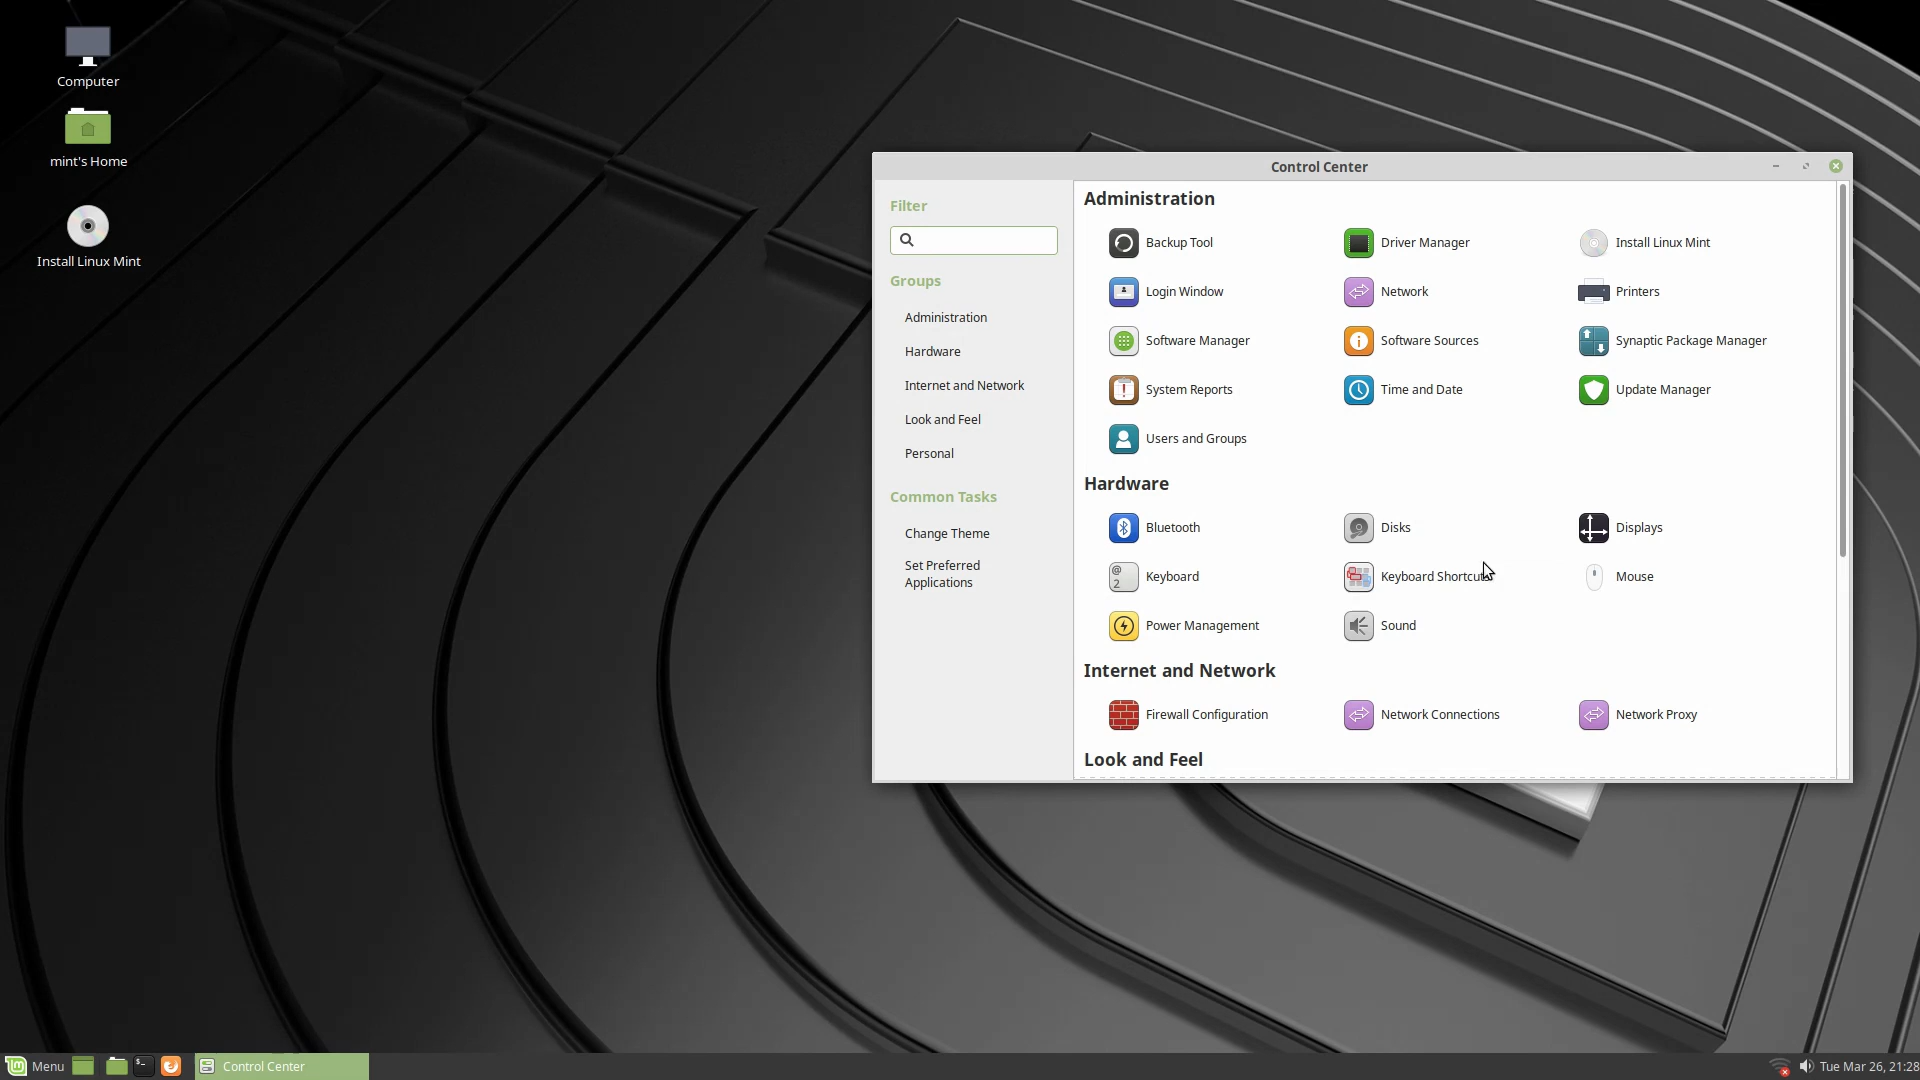 Computer
mint's Home
Install Linux Mint
Control Center
Filter
Groups
Administration
Hardware
Internet and Network
Look and Feel
Personal
Common Tasks
Change Theme
Set Preferred
Applications
Administration
Backup Tool
Driver Manager
Install Linux Mint
Login Window
Network
Printers
Software Manager
Software Sources
Synaptic Package Manager
System Reports
Time and Date
Update Manager
Users and Groups
Hardware
Bluetooth
Disks
Displays
Keyboard
Keyboard Shortcuts
Mouse
Power Management
Sound
Internet and Network
Firewall Configuration
Network Connections
Network Proxy
Look and Feel
Menu
Control Center
Tue Mar 26, 21:28